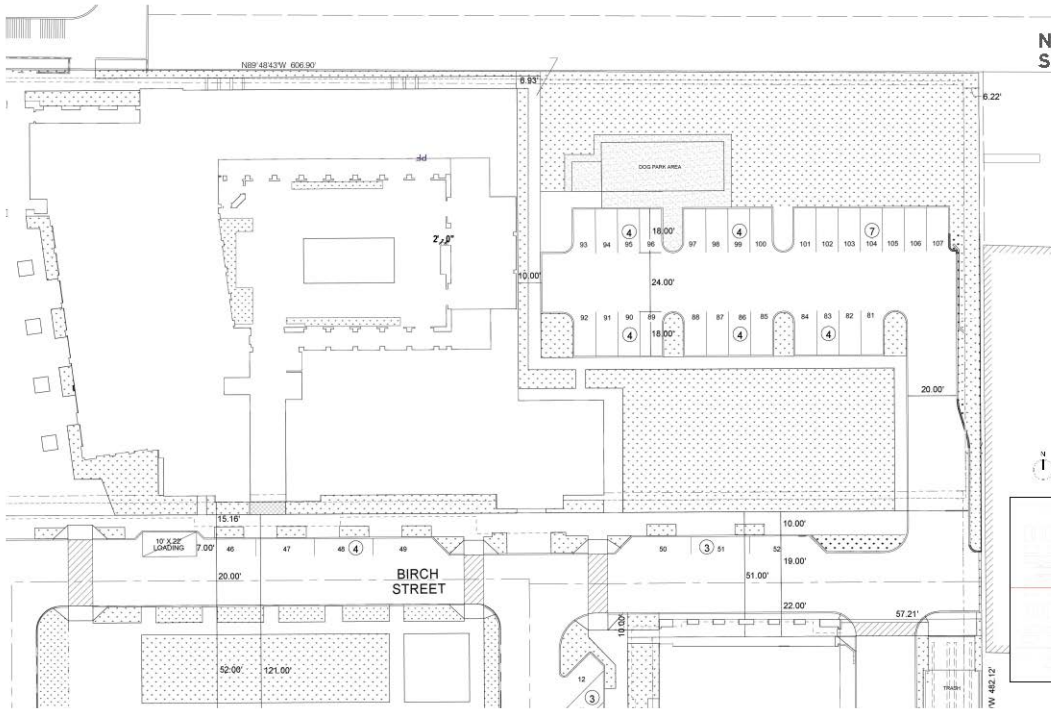 N
S
N89°48'43"W 606.90'
6.93'
6.22'
DOG PARK AREA
PF
2'-0"
18.00'
4
4
7
93 94 95 96 97 98 99 100 101 102 103 104 105 106 107
10.00'
24.00'
92 91 90 89 88 87 86 85 84 83 82 81
4
18.00'
4
4
20.00'
N
15.16'
10.00'
10' X 22'
LOADING
7.00'
46 47 48 4 49
50 3 51 52
19.00'
20.00'
BIRCH
STREET
51.00'
22.00'
57.21'
10.00'
52.00'
121.00'
12
3
TRASH
W 482.12'